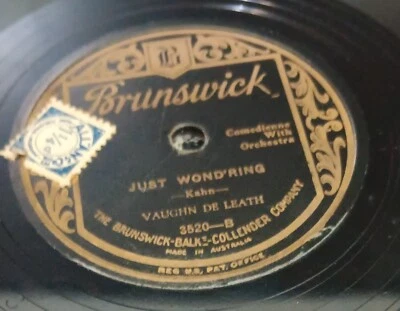 B
Brunswick
Comedienne
With
Orchestra
JUST WOND'RING
—Kahn—
VAUGHN DE LEATH
3520—B
THE BRUNSWICK-BALKE-COLLENDER COMPANY
MADE IN AUSTRALIA
REG U.S. PAT. OFFICE